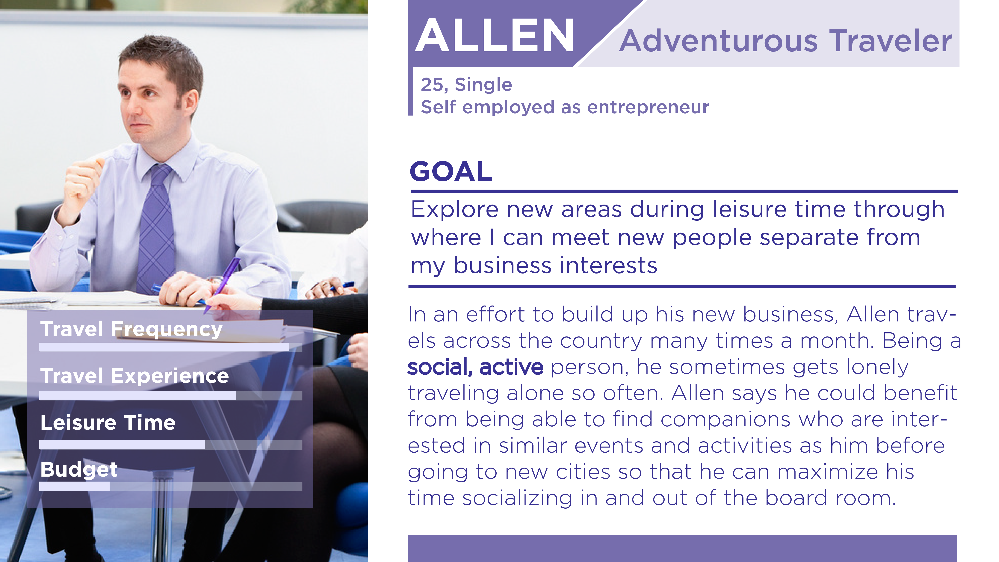 ALLEN
Adventurous Traveler
25, Single
Self employed as entrepreneur
GOAL
Explore new areas during leisure time through
where I can meet new people separate from
my business interests
In an effort to build up his new business, Allen trav-
els across the country many times a month. Being a
social, active person, he sometimes gets lonely
traveling alone so often. Allen says he could benefit
from being able to find companions who are inter-
ested in similar events and activities as him before
going to new cities so that he can maximize his
time socializing in and out of the board room.
Travel Frequency
Travel Experience
Leisure Time
Budget